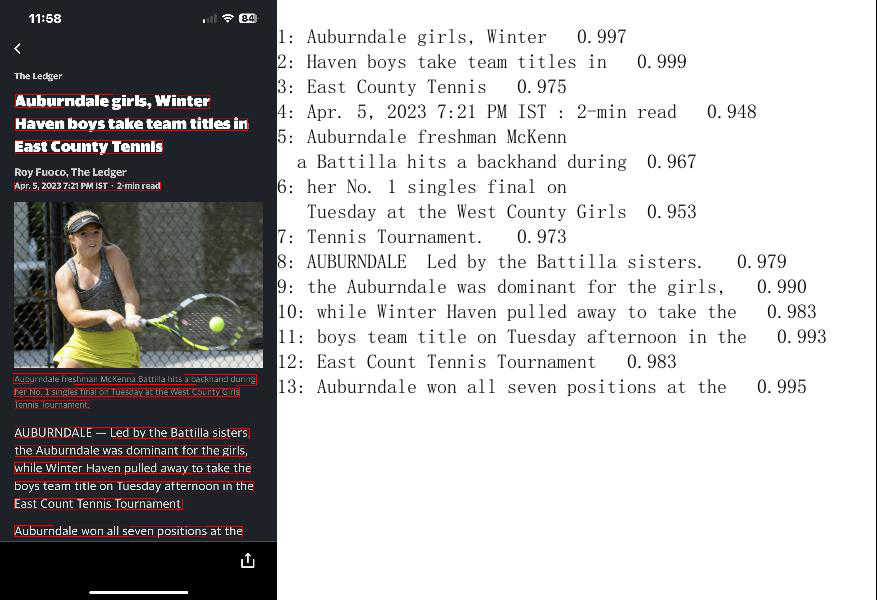 11:58
84
The Ledger
Auburndale girls, Winter
Haven boys take team titles in
East County Tennis
Roy Fuoco, The Ledger
Apr. 5, 2023 7:21 PM IST · 2-min read
Auburndale freshman McKenna Battilla hits a backhand during
her No. 1 singles final on Tuesday at the West County Girls
Tennis Tournament.
AUBURNDALE — Led by the Battilla sisters,
the Auburndale was dominant for the girls,
while Winter Haven pulled away to take the
boys team title on Tuesday afternoon in the
East Count Tennis Tournament
Auburndale won all seven positions at the
1: Auburndale girls, Winter 0.997
2: Haven boys take team titles in 0.999
3: East County Tennis 0.975
4: Apr. 5, 2023 7:21 PM IST : 2-min read 0.948
5: Auburndale freshman McKenn
a Battilla hits a backhand during 0.967
6: her No. 1 singles final on
Tuesday at the West County Girls 0.953
7: Tennis Tournament. 0.973
8: AUBURNDALE Led by the Battilla sisters. 0.979
9: the Auburndale was dominant for the girls, 0.990
10: while Winter Haven pulled away to take the 0.983
11: boys team title on Tuesday afternoon in the 0.993
12: East Count Tennis Tournament 0.983
13: Auburndale won all seven positions at the 0.995